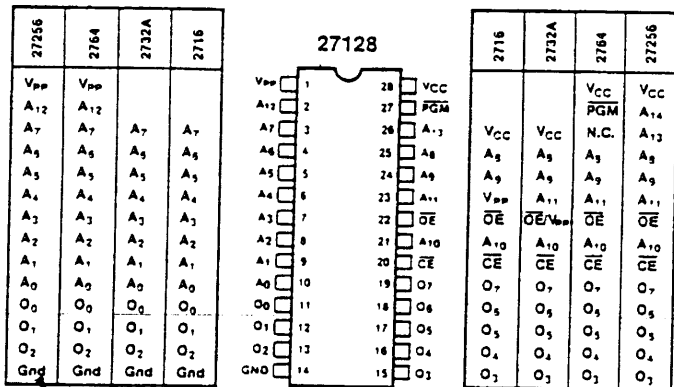 27256 2764 2732A 2716
Vpp Vpp
A12 A12
A7 A7 A7 A7
A6 A6 A6 A6
A5 A5 A5 A5
A4 A4 A4 A4
A3 A3 A3 A3
A2 A2 A2 A2
A1 A1 A1 A1
A0 A0 A0 A0
O0 O0 O0 O0
O1 O1 O1 O1
O2 O2 O2 O2
Gnd Gnd Gnd Gnd
27128
Vpp 1 28 VCC
A12 2 27 PGM
A7 3 26 A13
A6 4 25 A8
A5 5 24 A9
A4 6 23 A11
A3 7 22 OE
A2 8 21 A10
A1 9 20 CE
A0 10 19 O7
O0 11 18 O6
O1 12 17 O5
O2 13 16 O4
GND 14 15 O3
2716 2732A 2764 27256
VCC VCC
PGM A14
VCC VCC N.C. A13
A8 A8 A8 A8
A9 A9 A9 A9
Vpp A11 A11 A11
OE OE/Vpp OE OE
A10 A10 A10 A10
CE CE CE CE
O7 O7 O7 O7
O6 O6 O6 O6
O5 O5 O5 O5
O4 O4 O4 O4
O3 O3 O3 O3